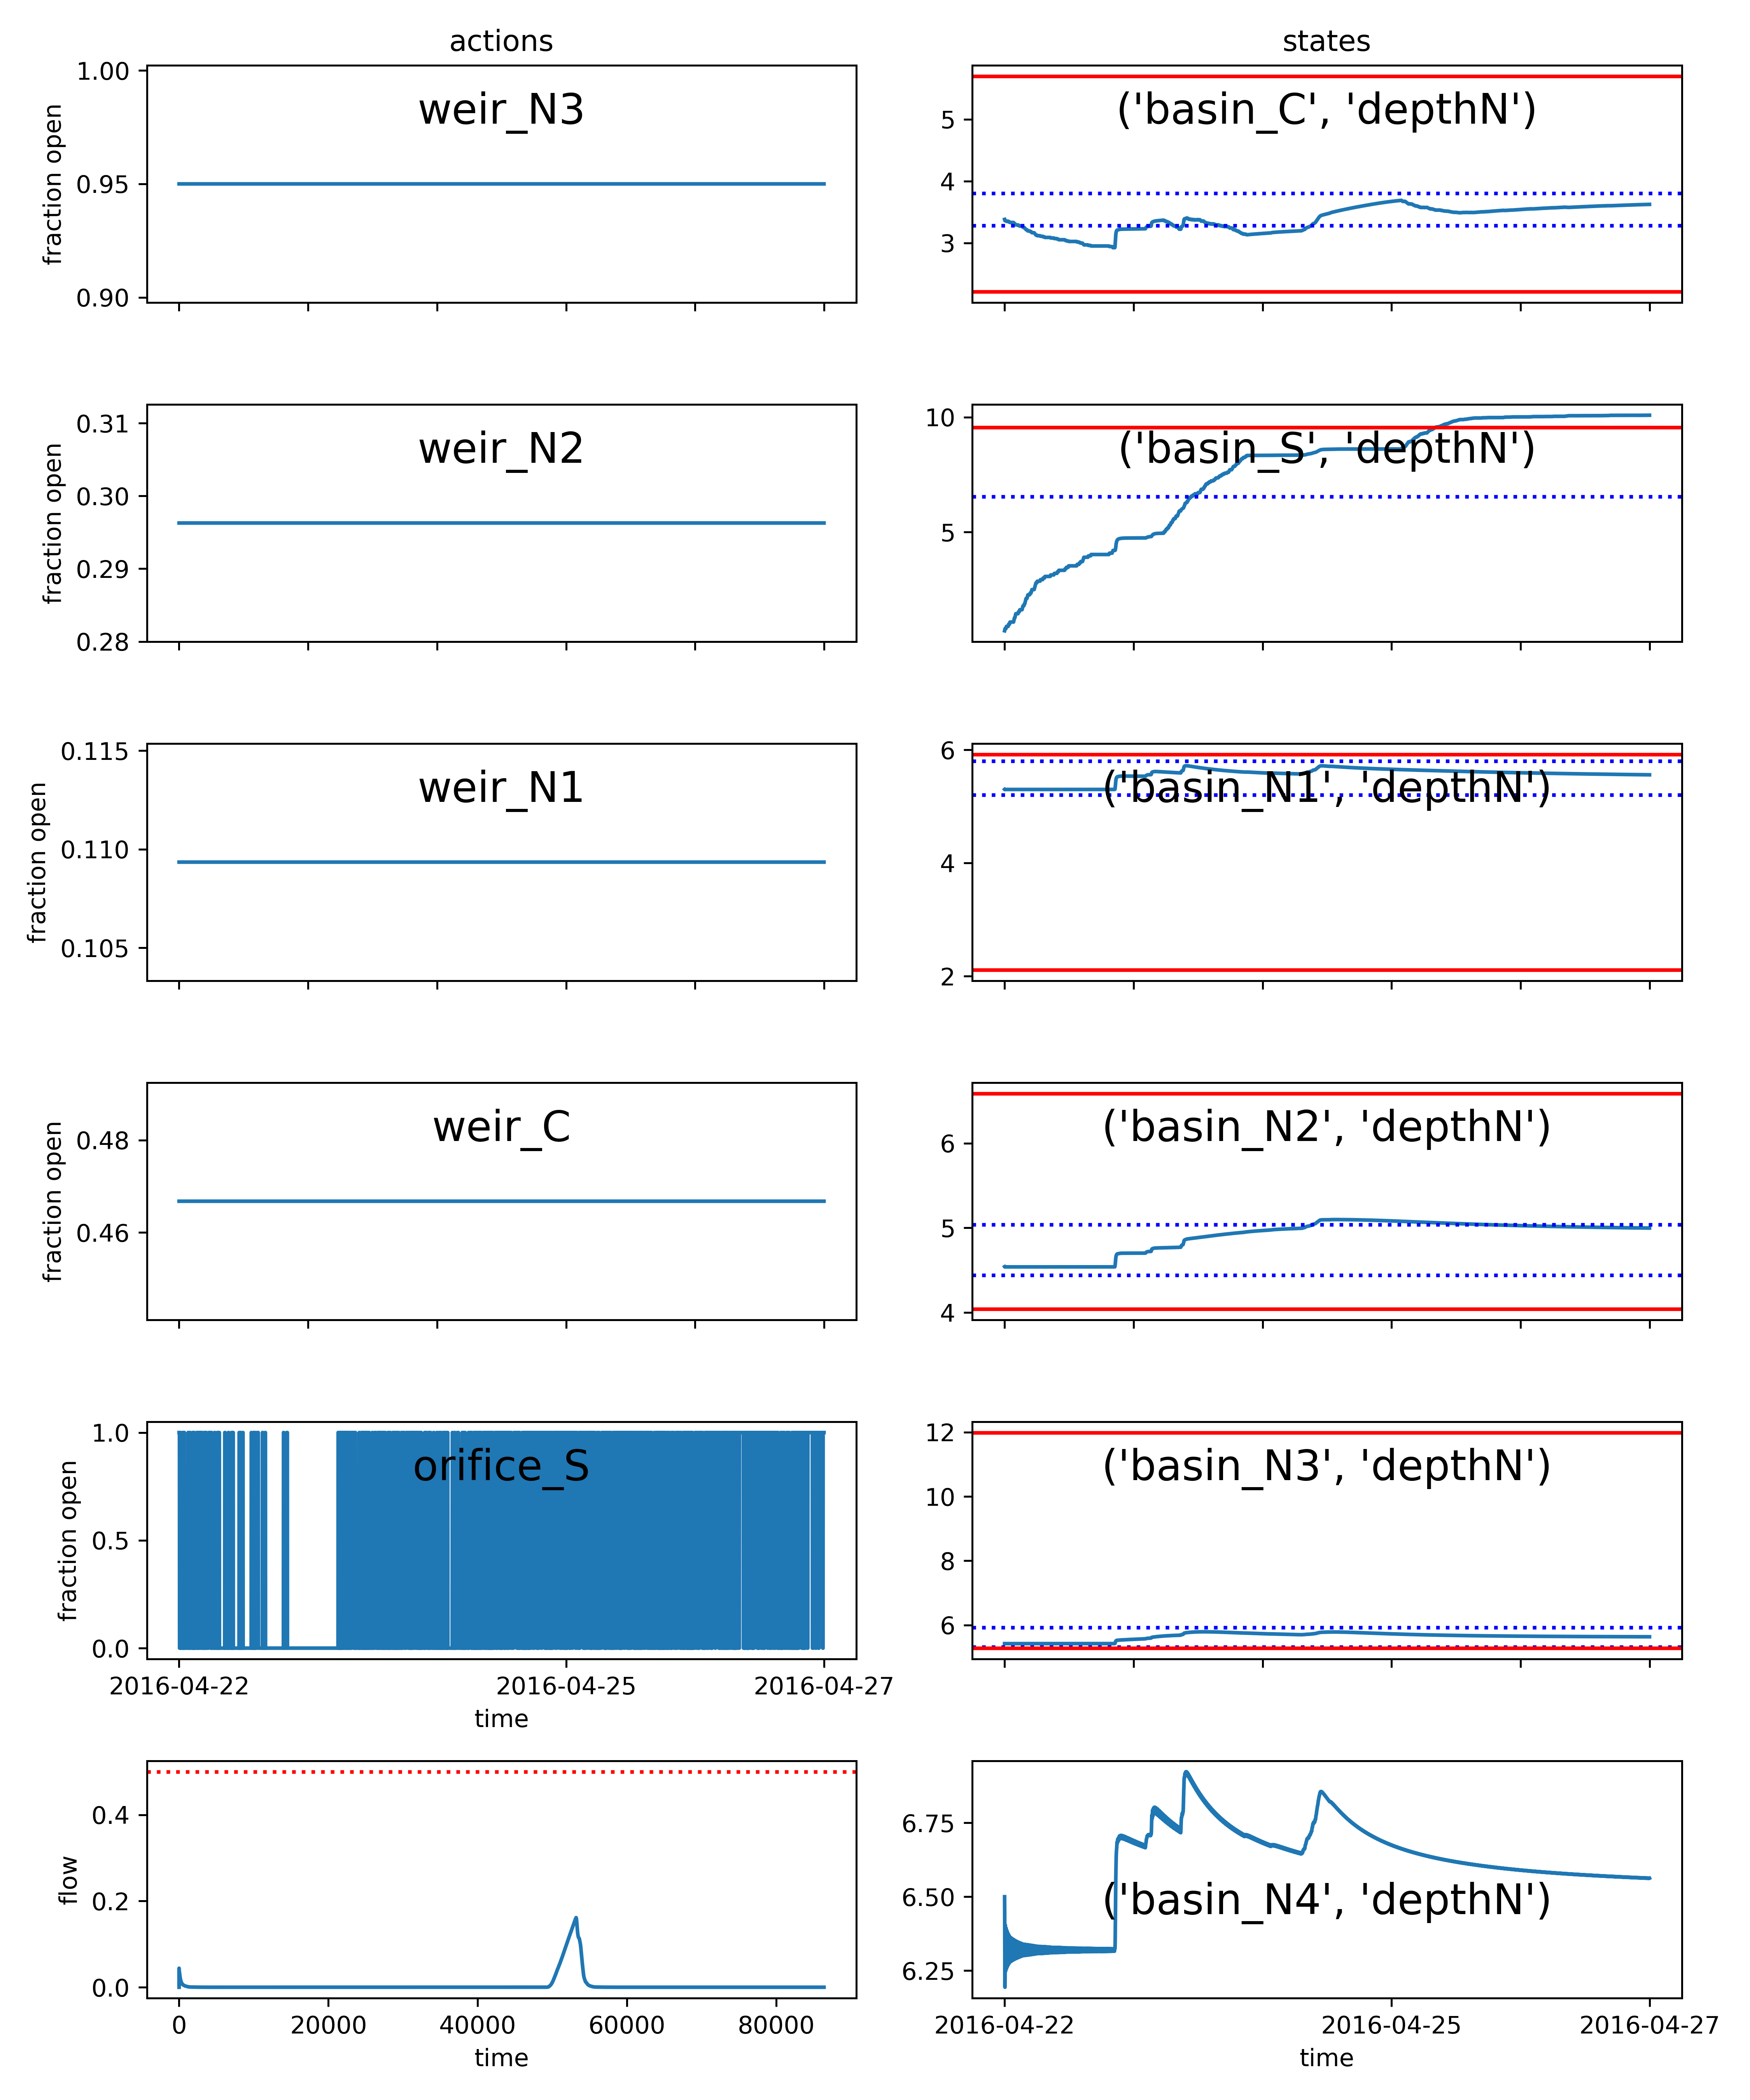 actions
1.00
0.95
0.90
fraction open
weir_N3
states
5
4
3
('basin_C', 'depthN')
0.31
0.30
0.29
0.28
fraction open
weir_N2
10
5
('basin_S', 'depthN')
0.115
0.110
0.105
fraction open
weir_N1
6
4
2
('basin_N1', 'depthN')
0.48
0.46
fraction open
weir_C
6
5
4
('basin_N2', 'depthN')
1.0
0.5
0.0
fraction open
orifice_S
2016-04-22 2016-04-25 2016-04-27
time
12
10
8
6
('basin_N3', 'depthN')
0.4
0.2
0.0
flow
0 20000 40000 60000 80000
time
6.75
6.50
6.25
('basin_N4', 'depthN')
2016-04-22 2016-04-25 2016-04-27
time